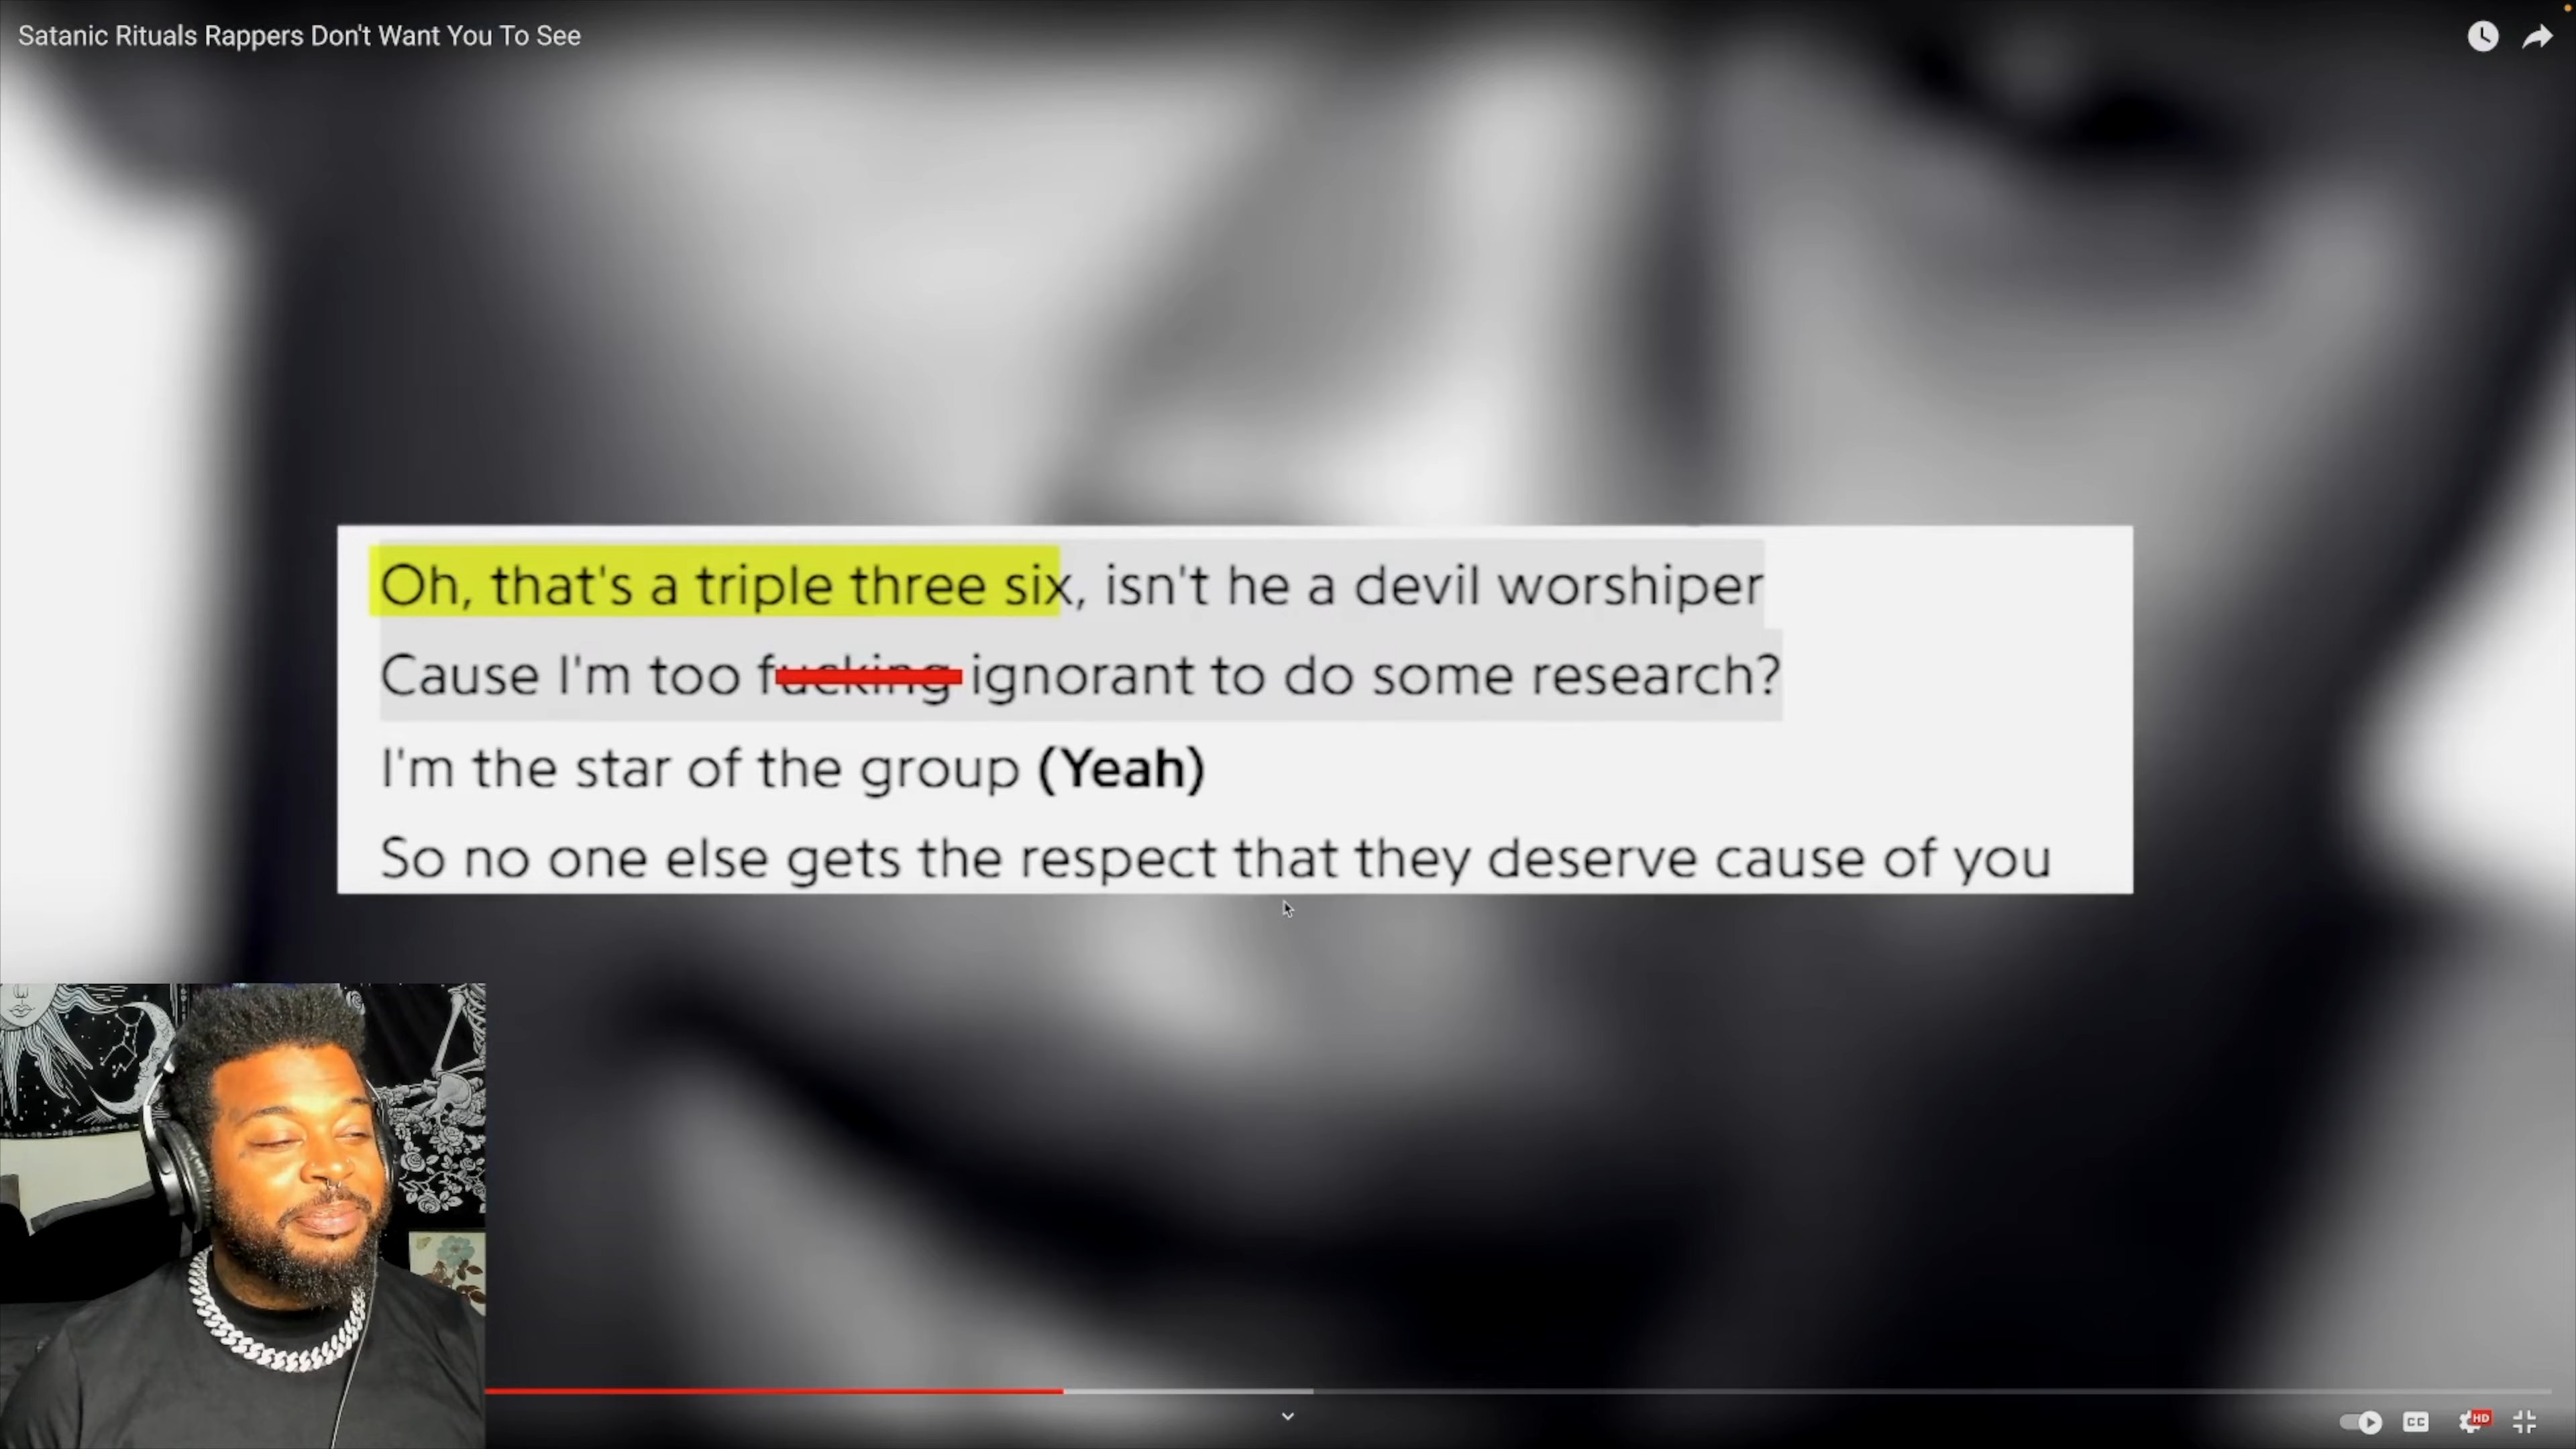 Satanic Rituals Rappers Don't Want You To See
Oh, that's a triple three six, isn't he a devil worshiper
Cause I'm too fucking ignorant to do some research?
I'm the star of the group (Yeah)
So no one else gets the respect that they deserve cause of you
CC
HD